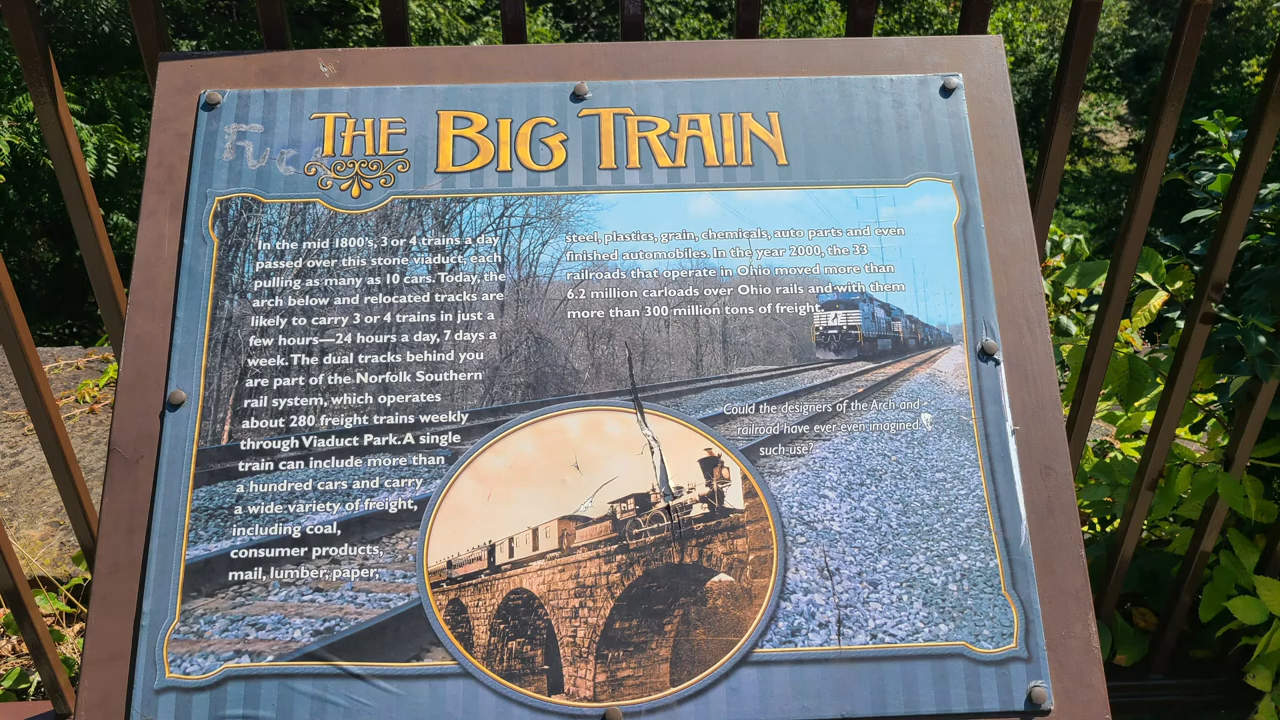 THE BIG TRAIN
In the mid 1800's, 3 or 4 trains a day
passed over this stone viaduct, each
pulling as many as 10 cars. Today, the
arch below and relocated tracks are
likely to carry 3 or 4 trains in just a
few hours—24 hours a day, 7 days a
week. The dual tracks behind you
are part of the Norfolk Southern
rail system, which operates
about 280 freight trains weekly
through Viaduct Park. A single
train can include more than
a hundred cars and carry
a wide variety of freight,
including coal,
consumer products,
mail, lumber, paper,
steel, plastics, grain, chemicals, auto parts and even
finished automobiles. In the year 2000, the 33
railroads that operate in Ohio moved more than
6.2 million carloads over Ohio rails and with them
more than 300 million tons of freight.
Could the designers of the Arch and
railroad have ever even imagined
such use?